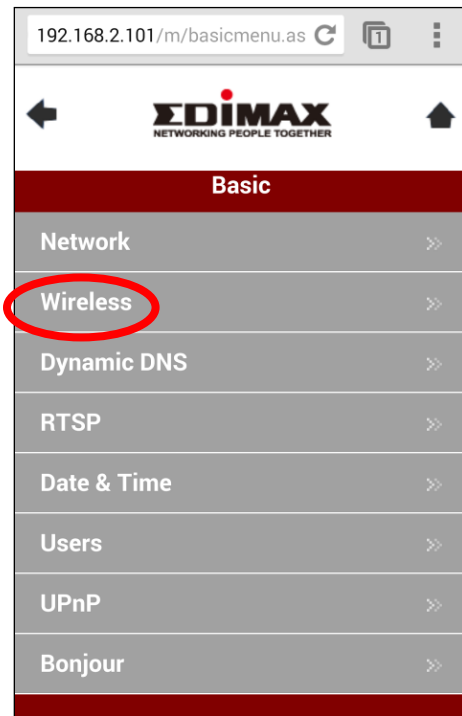 192.168.2.101/m/basicmenu.as
1
EDIMAX
NETWORKING PEOPLE TOGETHER
Basic
Network
Wireless
Dynamic DNS
RTSP
Date & Time
Users
UPnP
Bonjour